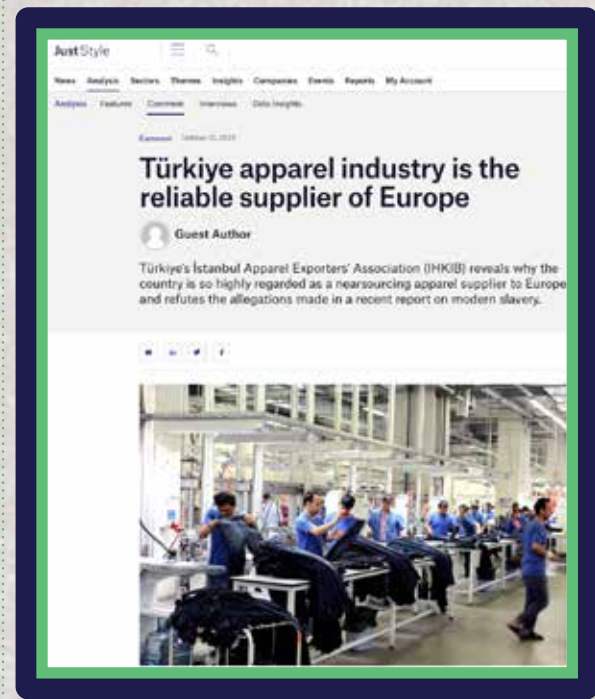 JustStyle
News Analysis Sectors Themes Insights Companies Events Reports My Account
Analysis Features Comment Interviews Data Insights
Comment October
Türkiye apparel industry is the
reliable supplier of Europe
Guest Author
Türkiye's İstanbul Apparel Exporters' Association (IHKIB) reveals why the
country is so highly regarded as a nearsourcing apparel supplier to Europe
and refutes the allegations made in a recent report on modern slavery.